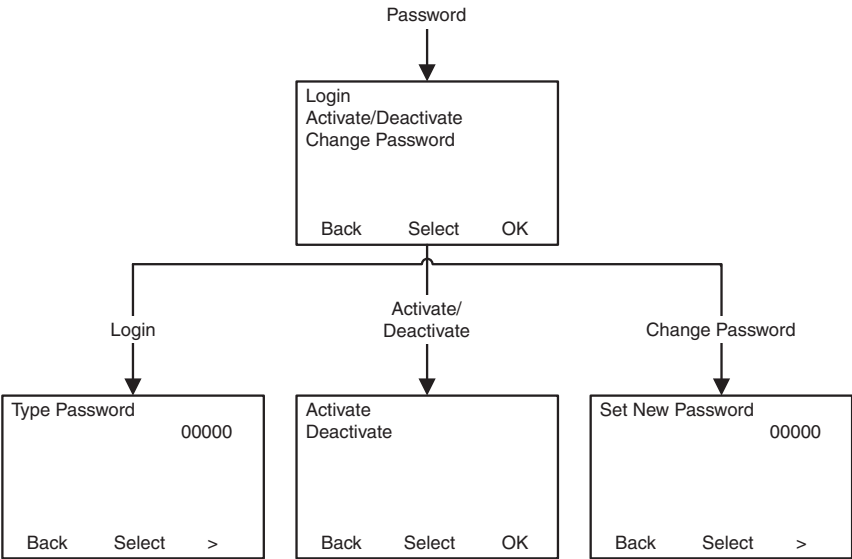 Password
Login
Activate/Deactivate
Change Password
Back Select OK
Login
Activate/
Deactivate
Change Password
Type Password
00000
Back Select >
Activate
Deactivate
Back Select OK
Set New Password
00000
Back Select >